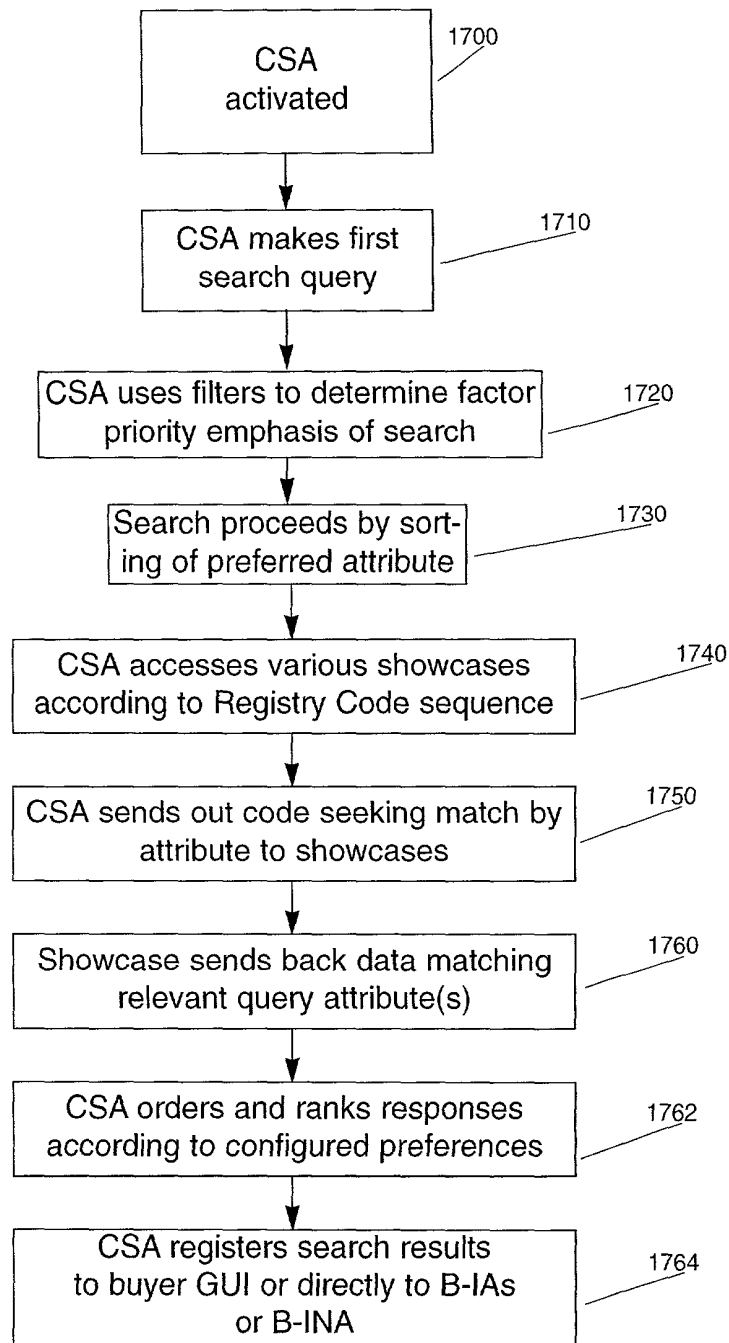 CSA
activated
1700
CSA makes first
search query
1710
CSA uses filters to determine factor
priority emphasis of search
1720
Search proceeds by sort-
ing of preferred attribute
1730
CSA accesses various showcases
according to Registry Code sequence
1740
CSA sends out code seeking match by
attribute to showcases
1750
Showcase sends back data matching
relevant query attribute(s)
1760
CSA orders and ranks responses
according to configured preferences
1762
CSA registers search results
to buyer GUI or directly to B-IAs
or B-INA
1764